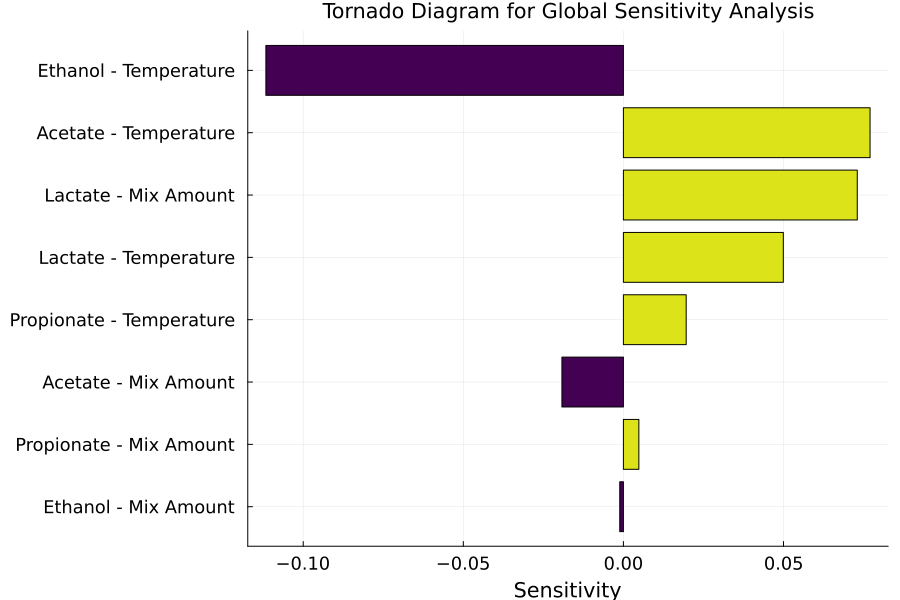 Tornado Diagram for Global Sensitivity Analysis
Ethanol - Temperature
Acetate - Temperature
Lactate - Mix Amount
Lactate - Temperature
Propionate - Temperature
Acetate - Mix Amount
Propionate - Mix Amount
Ethanol - Mix Amount
−0.10 −0.05 0.00 0.05
Sensitivity